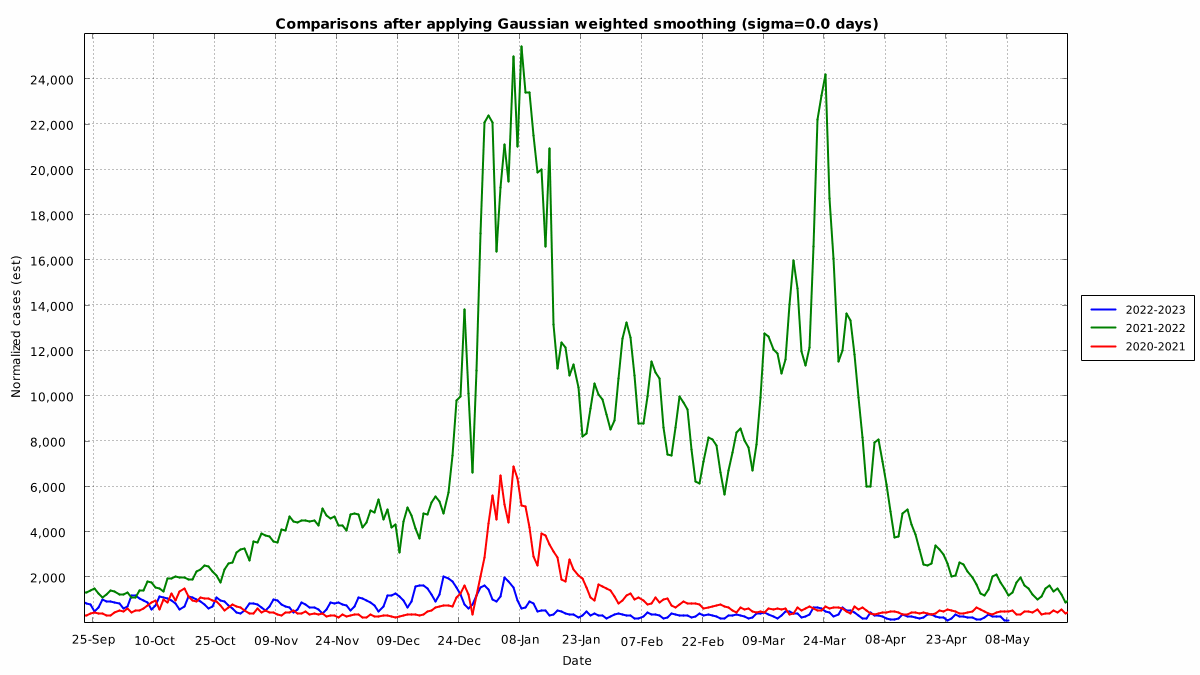 Comparisons after applying Gaussian weighted smoothing (sigma=0.0 days)
Normalized cases (est)
24,000
22,000
20,000
18,000
16,000
14,000
12,000
10,000
8,000
6,000
4,000
2,000
25-Sep
10-Oct
25-Oct
09-Nov
24-Nov
09-Dec
24-Dec
08-Jan
23-Jan
07-Feb
22-Feb
09-Mar
24-Mar
08-Apr
23-Apr
08-May
Date
2022-2023
2021-2022
2020-2021